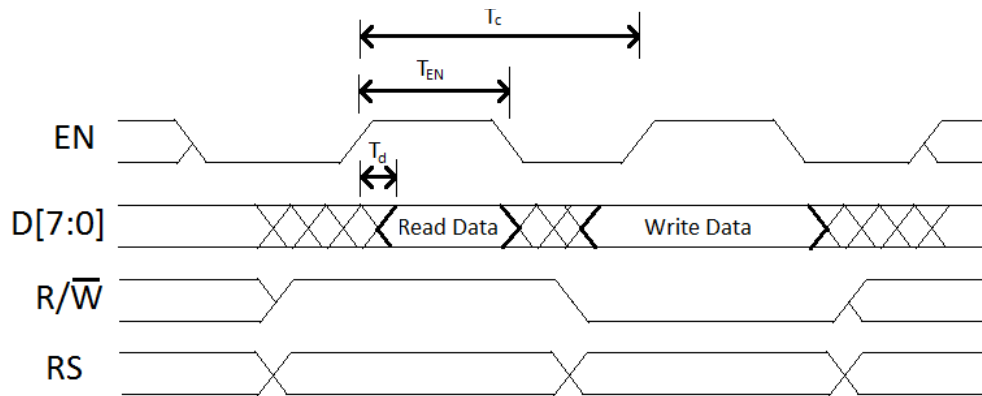 Tc
TEN
EN
Td
D[7:0] Read Data Write Data
R/W̅
RS